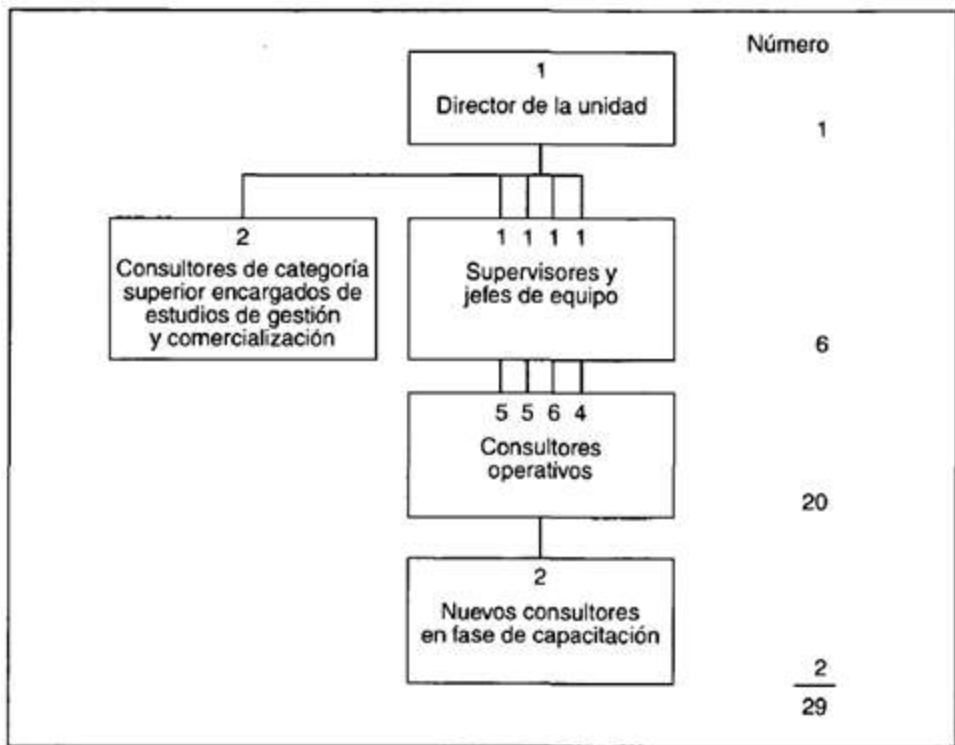 Número
1
Director de la unidad
1
2
Consultores de categoría
superior encargados de
estudios de gestión
y comercialización
1 1 1 1
Supervisores y
jefes de equipo
6
5 5 6 4
Consultores
operativos
20
2
Nuevos consultores
en fase de capacitación
2
29